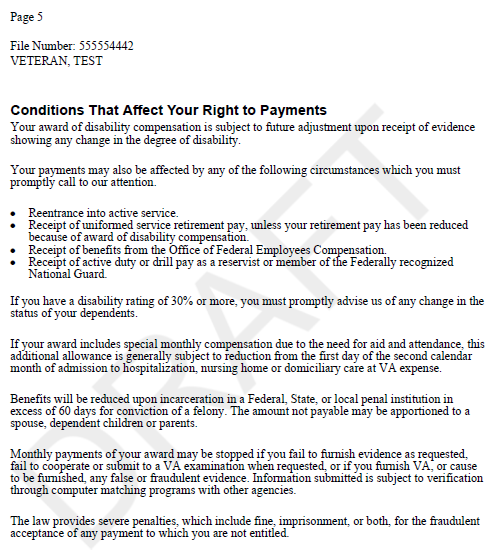 Page 5
File Number: 555554442
VETERAN, TEST
Conditions That Affect Your Right to Payments
Your award of disability compensation is subject to future adjustment upon receipt of evidence
showing any change in the degree of disability.
Your payments may also be affected by any of the following circumstances which you must
promptly call to our attention.
• Reentrance into active service.
• Receipt of uniformed service retirement pay, unless your retirement pay has been reduced
because of award of disability compensation.
• Receipt of benefits from the Office of Federal Employees Compensation.
• Receipt of active duty or drill pay as a reservist or member of the Federally recognized
National Guard.
If you have a disability rating of 30% or more, you must promptly advise us of any change in the
status of your dependents.
If your award includes special monthly compensation due to the need for aid and attendance, this
additional allowance is generally subject to reduction from the first day of the second calendar
month of admission to hospitalization, nursing home or domiciliary care at VA expense.
Benefits will be reduced upon incarceration in a Federal, State, or local penal institution in
excess of 60 days for conviction of a felony. The amount not payable may be apportioned to a
spouse, dependent children or parents.
Monthly payments of your award may be stopped if you fail to furnish evidence as requested,
fail to cooperate or submit to a VA examination when requested, or if you furnish VA, or cause
to be furnished, any false or fraudulent evidence. Information submitted is subject to verification
through computer matching programs with other agencies.
The law provides severe penalties, which include fine, imprisonment, or both, for the fraudulent
acceptance of any payment to which you are not entitled.
DRAFT